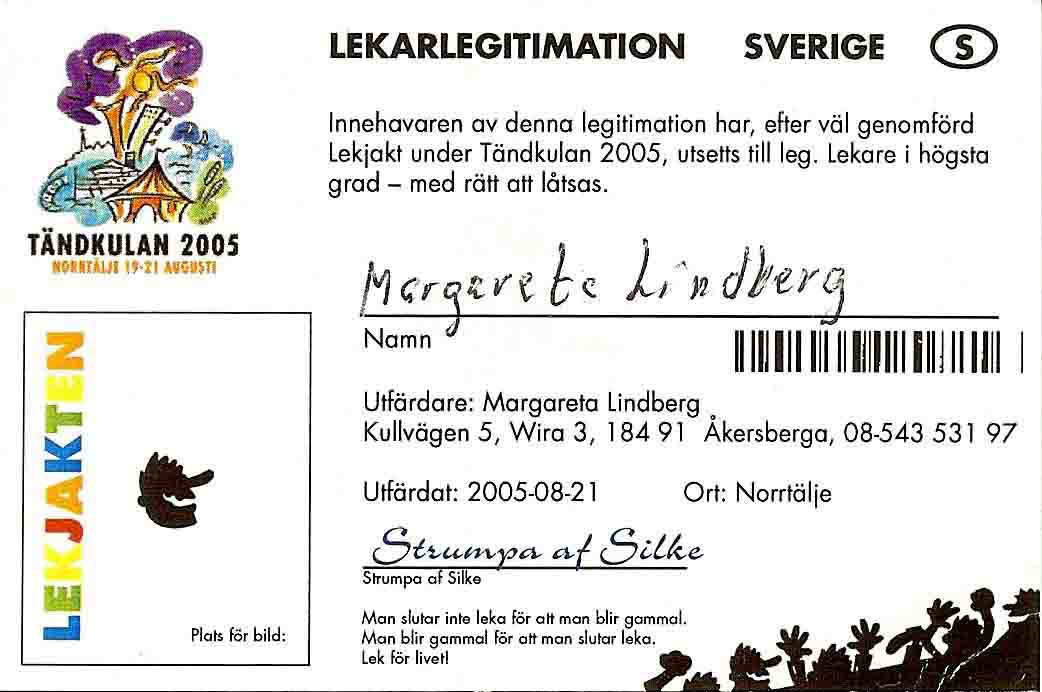 LEKARLEGITIMATION SVERIGE S
Innehavaren av denna legitimation har, efter väl genomförd
Lekjakt under Tändkulan 2005, utsetts till leg. Lekare i högsta
grad – med rätt att låtsas.
TÄNDKULAN 2005
NORRTÄLJE 19-21 AUGUSTI
Margareta Lindberg
Namn
Utfärdare: Margareta Lindberg
Kullvägen 5, Wira 3, 184 91 Åkersberga, 08-543 531 97
Utfärdat: 2005-08-21 Ort: Norrtälje
Strumpa af Silke
Strumpa af Silke
LEKJAKTEN
Plats för bild:
Man slutar inte leka för att man blir gammal.
Man blir gammal för att man slutar leka.
Lek för livet!